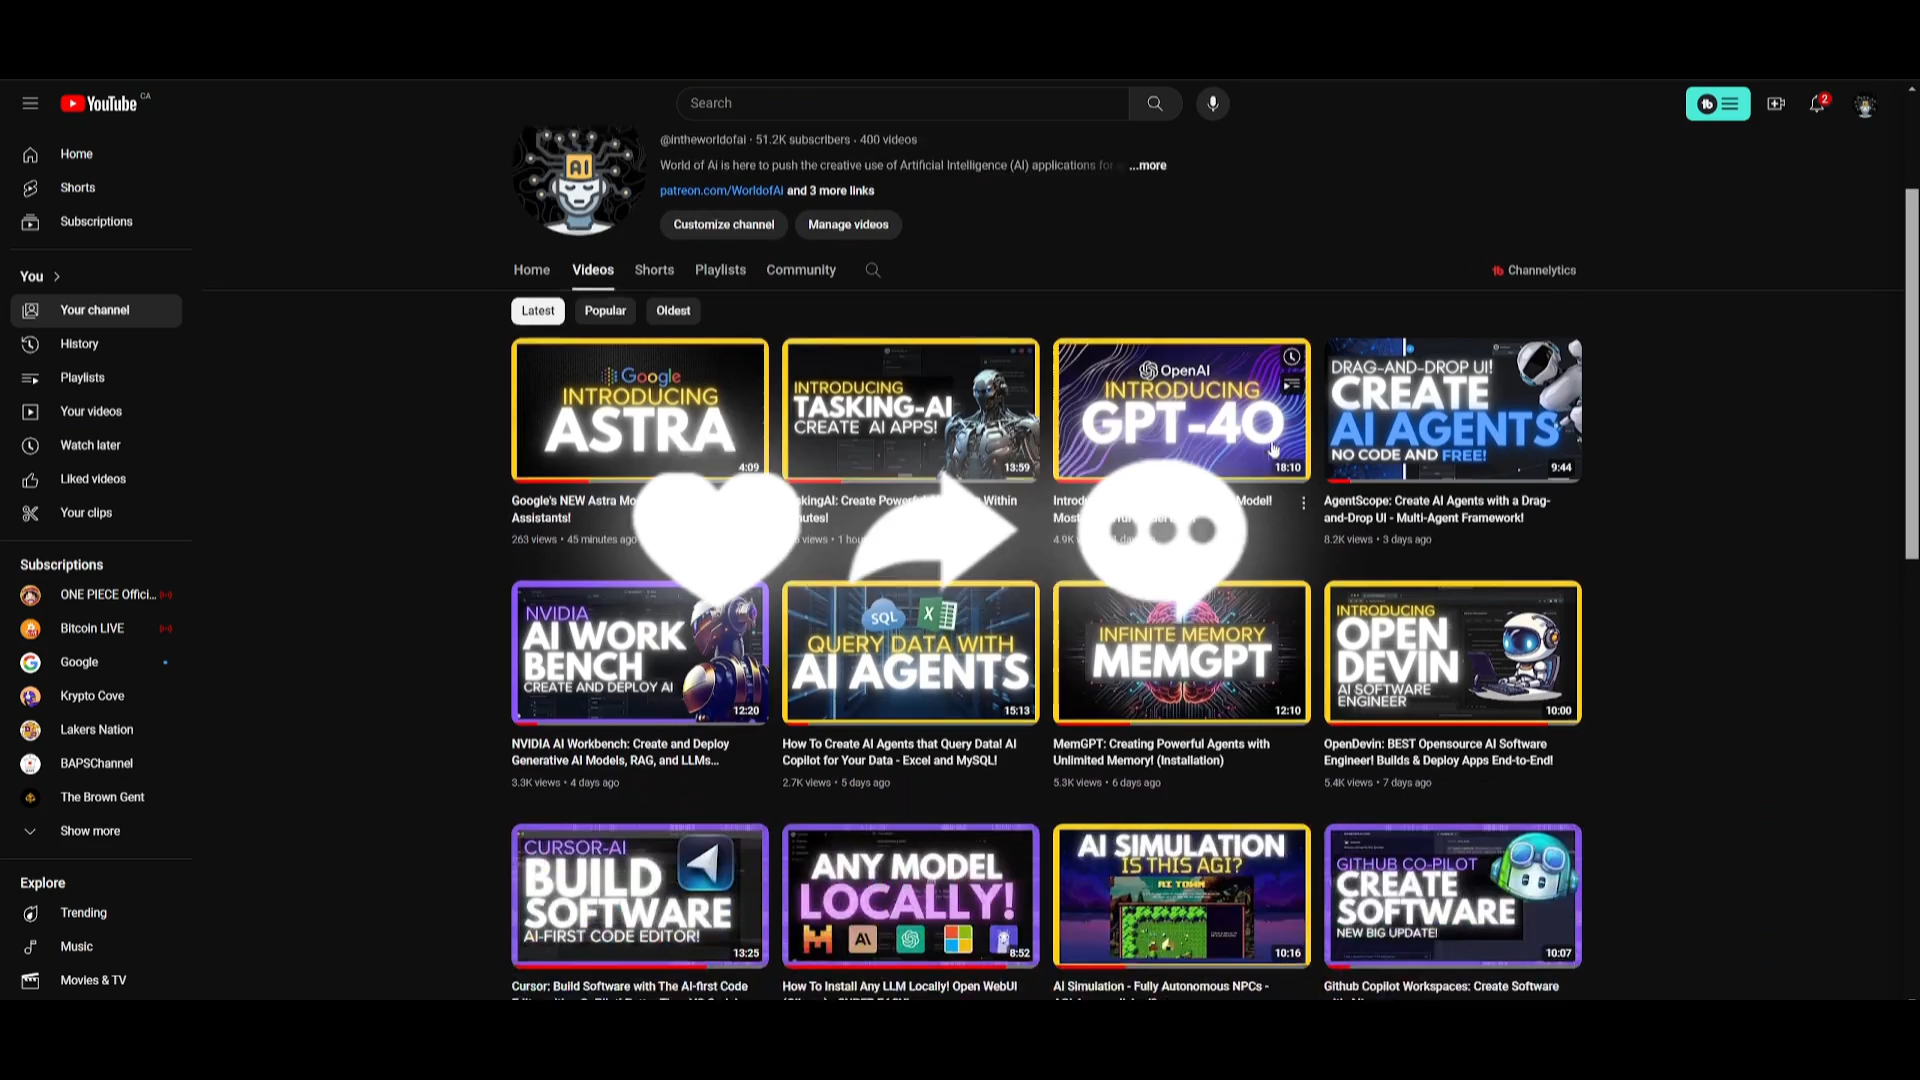 YouTube CA
Search
2
Home
Shorts
Subscriptions
You
Your channel
History
Playlists
Your videos
Watch later
Liked videos
Your clips
Subscriptions
ONE PIECE Offici...
Bitcoin LIVE
Google
Krypto Cove
Lakers Nation
BAPSChannel
The Brown Gent
Show more
Explore
Trending
Music
Movies & TV
AI
@intheworldofai · 51.2K subscribers · 400 videos
World of Ai is here to push the creative use of Artificial Intelligence (AI) applications for ...more
patreon.com/WorldofAi and 3 more links
Customize channel
Manage videos
Home
Videos
Shorts
Playlists
Community
Channelytics
Latest
Popular
Oldest
Google
INTRODUCING
ASTRA
4:09
Google's NEW Astra
Assistants!
263 views • 45 minutes ago
INTRODUCING
TASKING-AI
CREATE AI APPS!
13:59
Create Within
views • 1
OpenAI
INTRODUCING
GPT-4O
18:10
Model!
4.9K
DRAG-AND-DROP UI!
CREATE
AI AGENTS
NO CODE AND FREE!
9:44
AgentScope: Create AI Agents with a Drag-
and-Drop UI - Multi-Agent Framework!
8.2K views • 3 days ago
NVIDIA
AI WORK
BENCH
CREATE AND DEPLOY AI
12:20
NVIDIA AI Workbench: Create and Deploy
Generative AI Models, RAG, and LLMs...
3.3K views • 4 days ago
SQL
QUERY DATA WITH
AI AGENTS
15:13
How To Create AI Agents that Query Data! AI
Copilot for Your Data - Excel and MySQL!
2.7K views • 5 days ago
INFINITE MEMORY
MEMGPT
12:10
MemGPT: Creating Powerful Agents with
Unlimited Memory! (Installation)
5.3K views • 6 days ago
INTRODUCING
OPEN
DEVIN
AI SOFTWARE
ENGINEER
10:00
OpenDevin: BEST Opensource AI Software
Engineer! Builds & Deploy Apps End-to-End!
5.4K views • 7 days ago
CURSOR-AI
BUILD
SOFTWARE
AI-FIRST CODE EDITOR!
13:25
Cursor: Build Software with The AI-first Code
ANY MODEL
LOCALLY!
8:52
How To Install Any LLM Locally! Open WebUI
AI SIMULATION
IS THIS AGI?
AI TOWN
10:16
AI Simulation - Fully Autonomous NPCs -
GITHUB CO-PILOT
CREATE
SOFTWARE
NEW BIG UPDATE!
10:07
Github Copilot Workspaces: Create Software